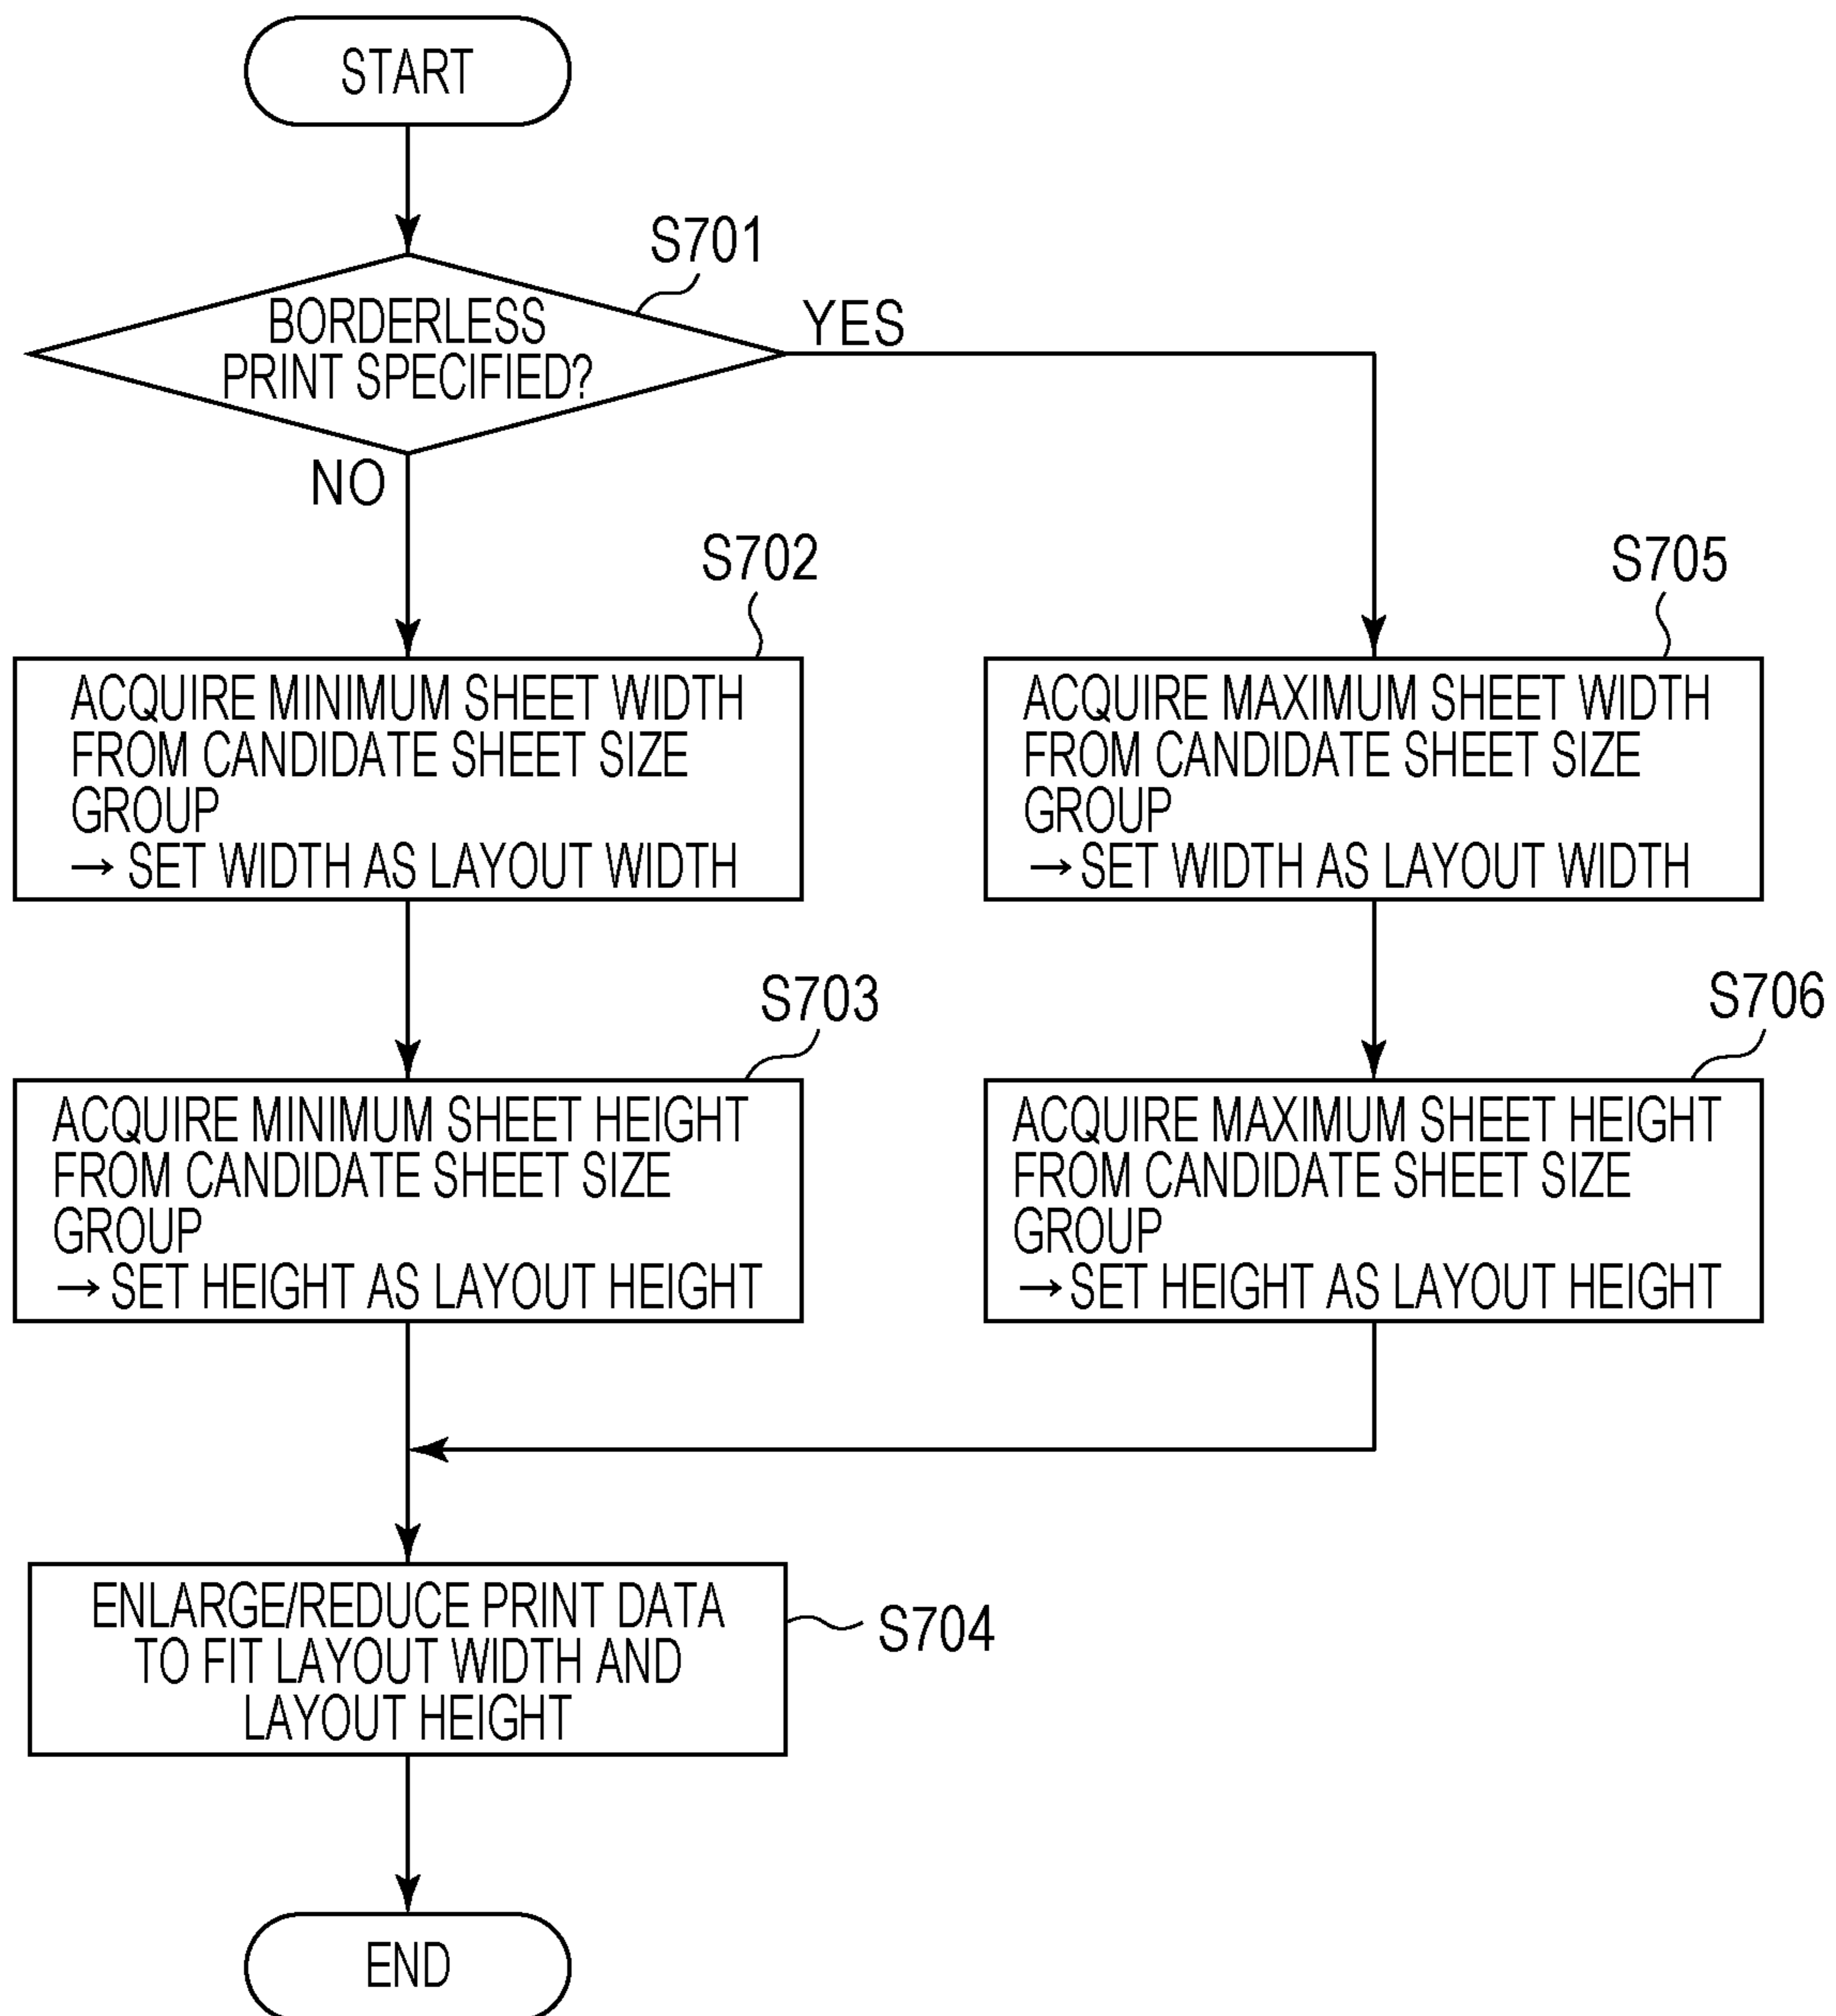 START
S701
BORDERLESS
PRINT SPECIFIED?
YES
NO
S702
ACQUIRE MINIMUM SHEET WIDTH
FROM CANDIDATE SHEET SIZE
GROUP
→ SET WIDTH AS LAYOUT WIDTH
S705
ACQUIRE MAXIMUM SHEET WIDTH
FROM CANDIDATE SHEET SIZE
GROUP
→ SET WIDTH AS LAYOUT WIDTH
S703
ACQUIRE MINIMUM SHEET HEIGHT
FROM CANDIDATE SHEET SIZE
GROUP
→ SET HEIGHT AS LAYOUT HEIGHT
S706
ACQUIRE MAXIMUM SHEET HEIGHT
FROM CANDIDATE SHEET SIZE
GROUP
→ SET HEIGHT AS LAYOUT HEIGHT
ENLARGE/REDUCE PRINT DATA
TO FIT LAYOUT WIDTH AND
LAYOUT HEIGHT
S704
END